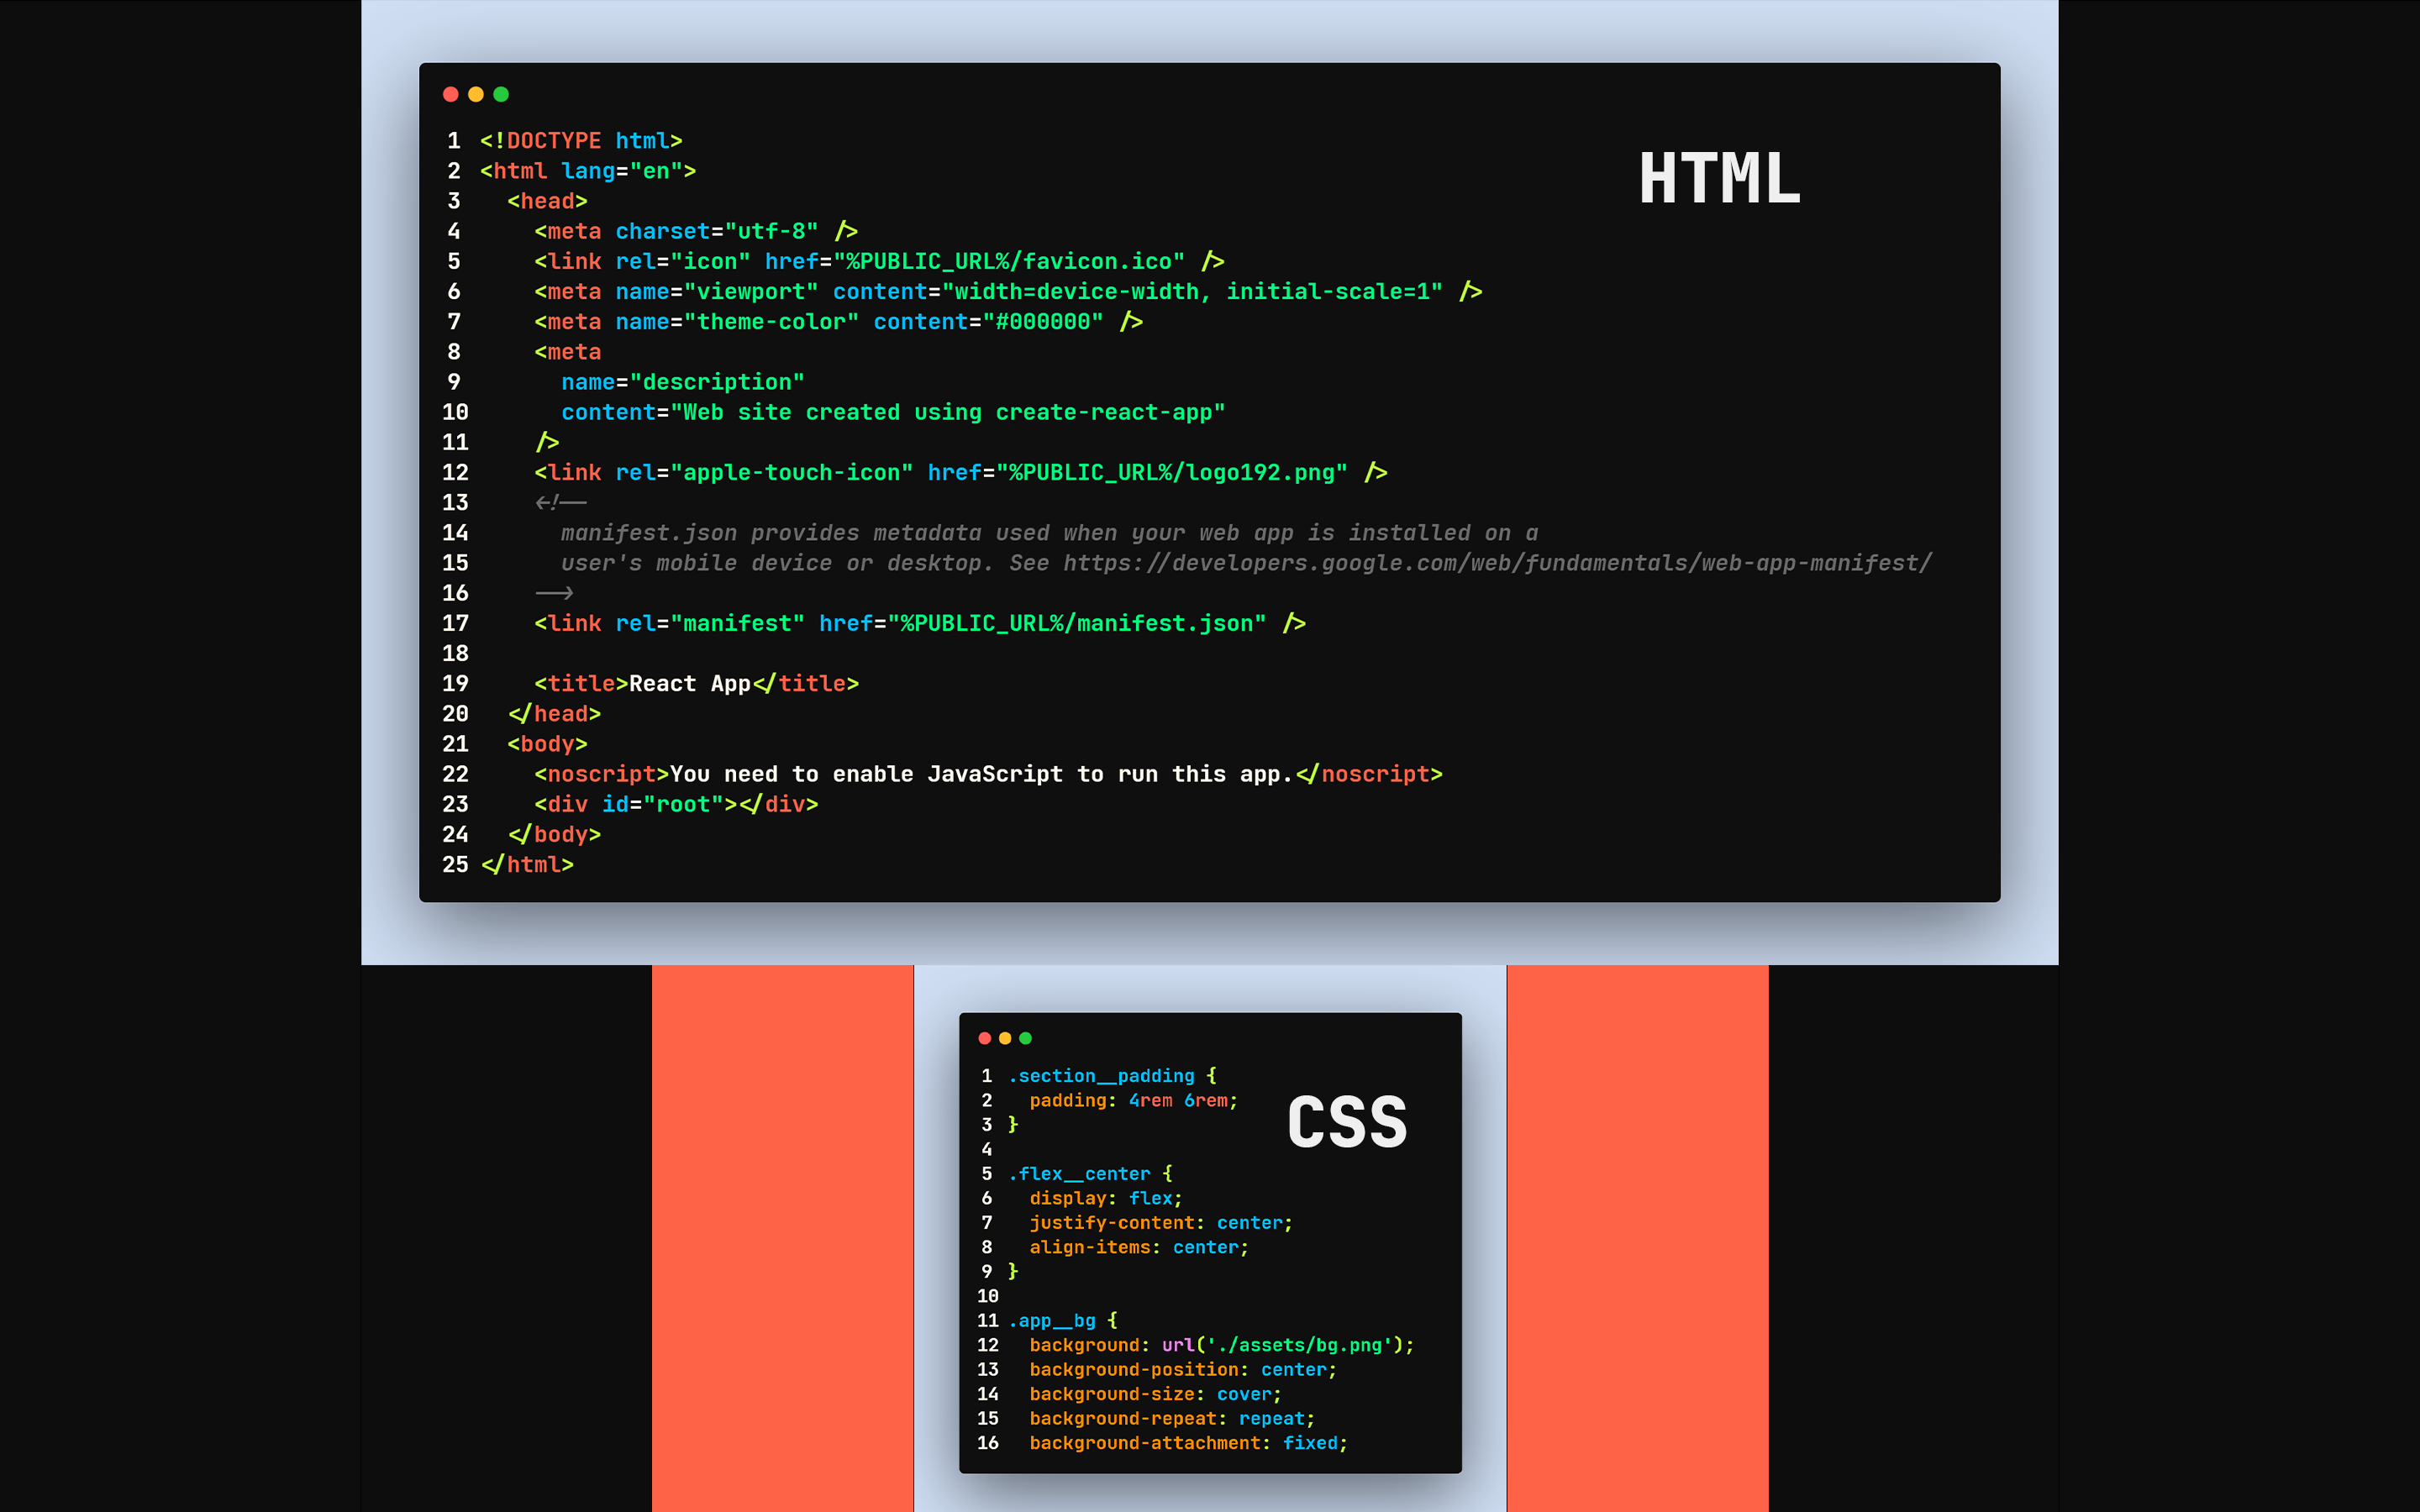 1 <!DOCTYPE html>
HTML
2 <html lang="en">
3   <head>
4     <meta charset="utf-8" />
5     <link rel="icon" href="%PUBLIC_URL%/favicon.ico" />
6     <meta name="viewport" content="width=device-width, initial-scale=1" />
7     <meta name="theme-color" content="#000000" />
8     <meta
9       name="description"
10       content="Web site created using create-react-app"
11     />
12     <link rel="apple-touch-icon" href="%PUBLIC_URL%/logo192.png" />
13     <!--
14       manifest.json provides metadata used when your web app is installed on a
15       user's mobile device or desktop. See https://developers.google.com/web/fundamentals/web-app-manifest/
16     -->
17     <link rel="manifest" href="%PUBLIC_URL%/manifest.json" />
18
19     <title>React App</title>
20   </head>
21   <body>
22     <noscript>You need to enable JavaScript to run this app.</noscript>
23     <div id="root"></div>
24   </body>
25 </html>
1 .section__padding {
2   padding: 4rem 6rem;
CSS
3 }
4
5 .flex__center {
6   display: flex;
7   justify-content: center;
8   align-items: center;
9 }
10
11 .app__bg {
12   background: url('./assets/bg.png');
13   background-position: center;
14   background-size: cover;
15   background-repeat: repeat;
16   background-attachment: fixed;